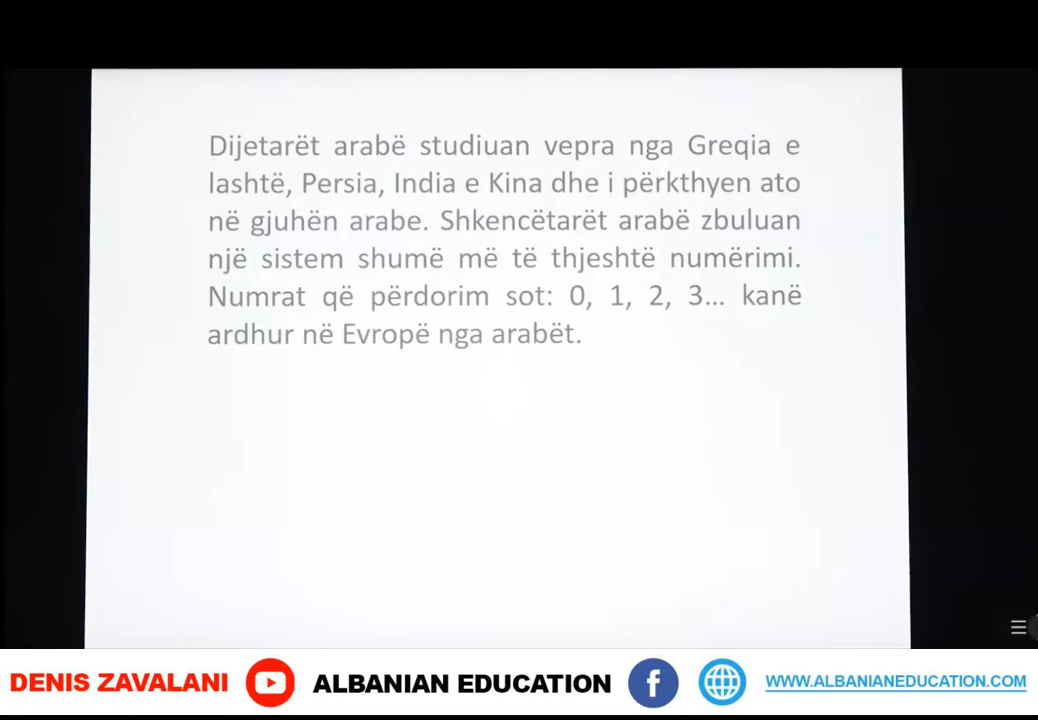 Dijetarët arabë studiuan vepra nga Greqia e
lashtë, Persia, India e Kina dhe i përkthyen ato
në gjuhën arabe. Shkencëtarët arabë zbuluan
një sistem shumë më të thjeshtë numërimi.
Numrat që përdorim sot: 0, 1, 2, 3... kanë
ardhur në Evropë nga arabët.
DENIS ZAVALANI ALBANIAN EDUCATION WWW.ALBANIANEDUCATION.COM